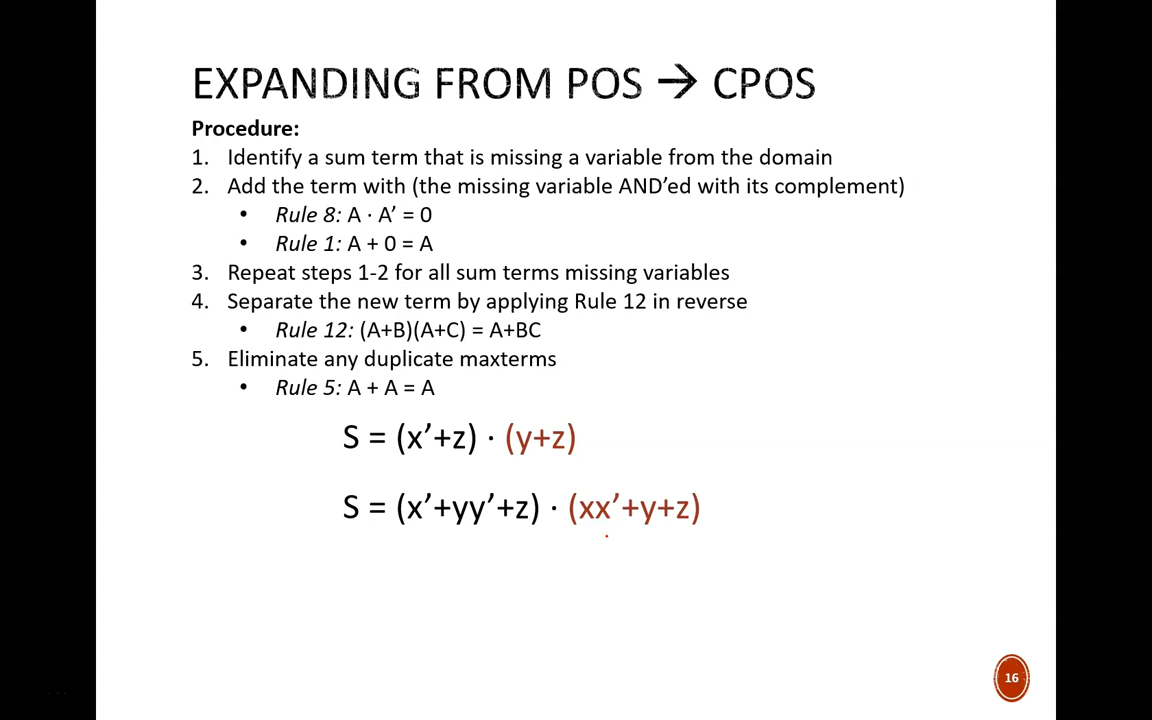 EXPANDING FROM POS → CPOS
Procedure:
1. Identify a sum term that is missing a variable from the domain
2. Add the term with (the missing variable AND’ed with its complement)
• Rule 8: A · A’ = 0
• Rule 1: A + 0 = A
3. Repeat steps 1-2 for all sum terms missing variables
4. Separate the new term by applying Rule 12 in reverse
• Rule 12: (A+B)(A+C) = A+BC
5. Eliminate any duplicate maxterms
• Rule 5: A + A = A
S = (x’+z) · (y+z)
S = (x’+yy’+z) · (xx’+y+z)
16